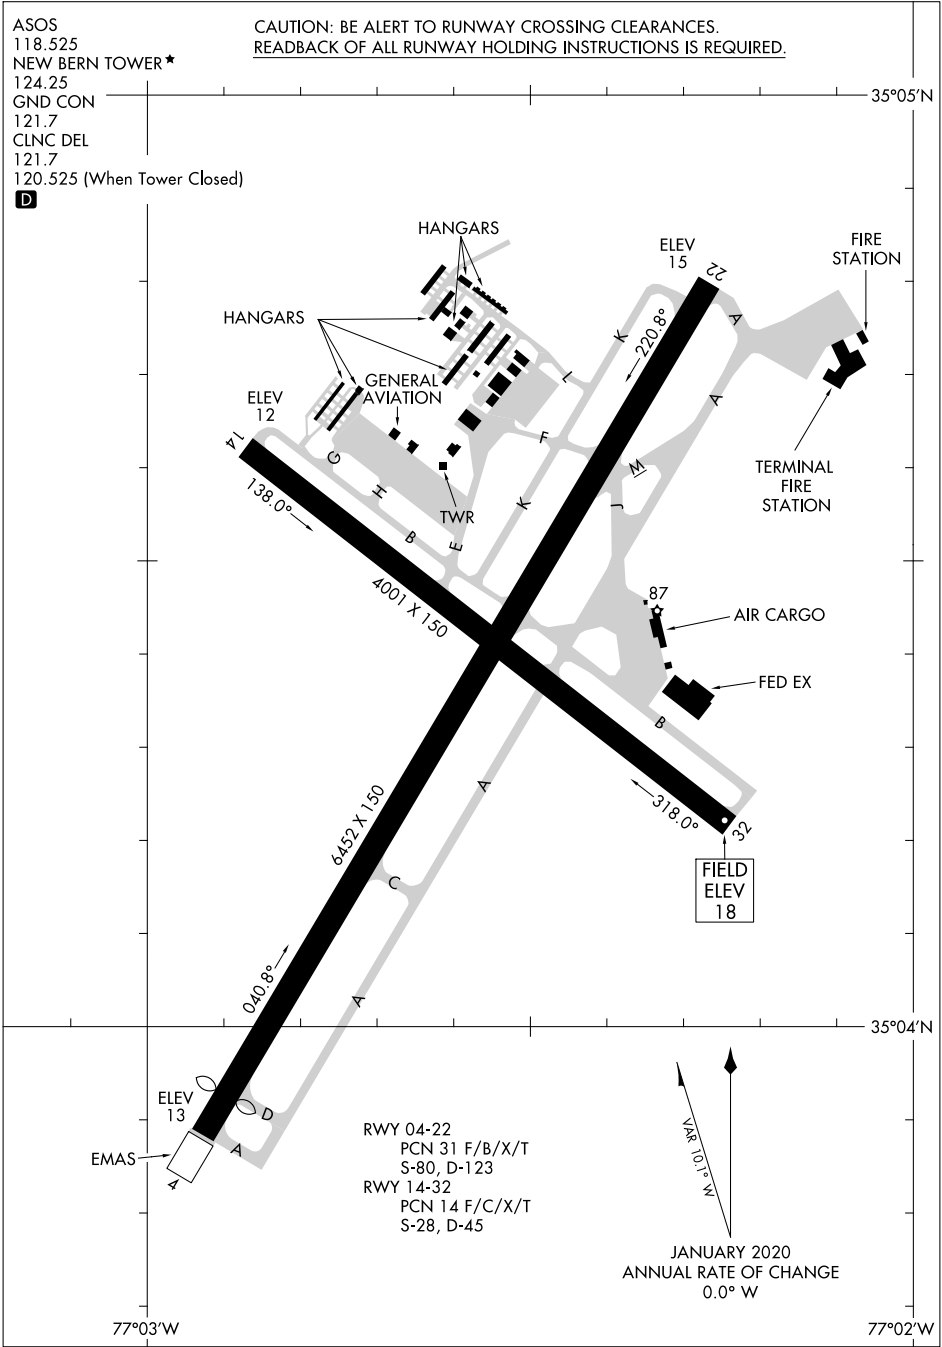 ASOS
118.525
NEW BERN TOWER★
124.25
GND CON
121.7
CLNC DEL
121.7
120.525 (When Tower Closed)
D
CAUTION: BE ALERT TO RUNWAY CROSSING CLEARANCES.
READBACK OF ALL RUNWAY HOLDING INSTRUCTIONS IS REQUIRED.
35°05'N
HANGARS
ELEV
15
22
FIRE
STATION
HANGARS
K
220.8°
A
GENERAL
AVIATION
L
A
ELEV
12
14
F
G
M
TERMINAL
FIRE
STATION
138.0°
H
TWR
K
J
B
E
4001 X 150
87
AIR CARGO
FED EX
B
A
318.0°
32
6452 X 150
FIELD
ELEV
18
C
040.8°
A
35°04'N
ELEV
13
D
A
EMAS
4
RWY 04-22
PCN 31 F/B/X/T
S-80, D-123
RWY 14-32
PCN 14 F/C/X/T
S-28, D-45
VAR 10.1° W
JANUARY 2020
ANNUAL RATE OF CHANGE
0.0° W
77°03'W
77°02'W